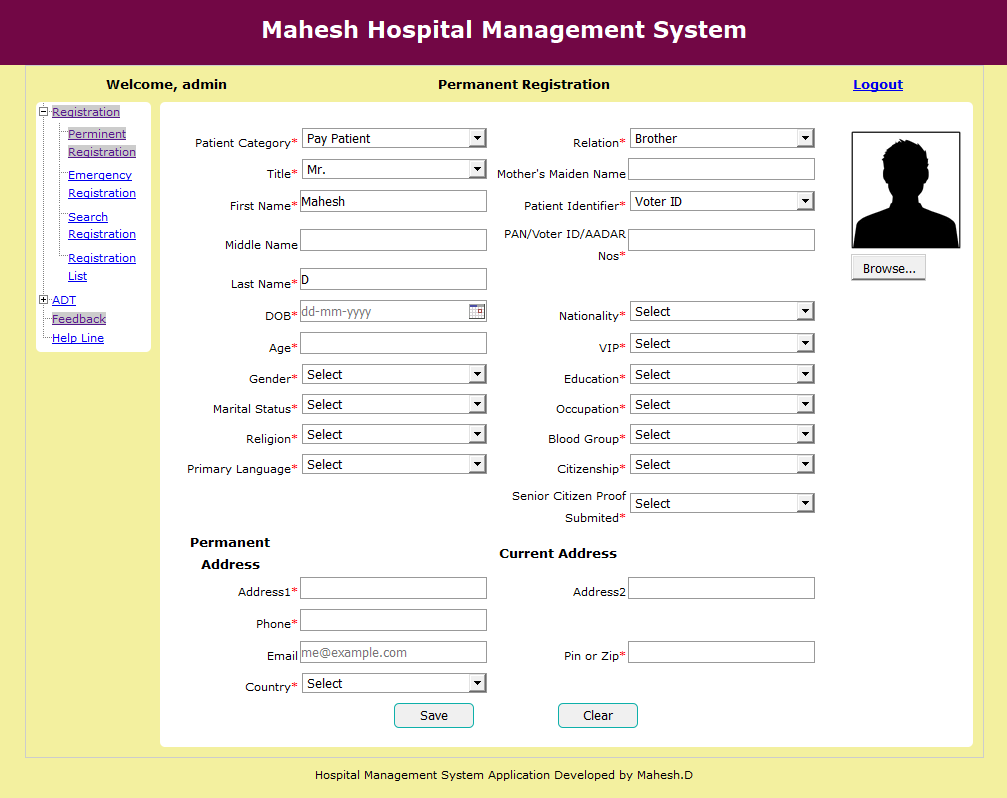 Mahesh Hospital Management System
Welcome, admin
Permanent Registration
Logout
Registration
Perminent
Registration
Emergency
Registration
Search
Registration
Registration
List
ADT
Feedback
Help Line
Patient Category* Pay Patient
Relation* Brother
Title* Mr.
Mother's Maiden Name
First Name* Mahesh
Patient Identifier* Voter ID
Middle Name
PAN/Voter ID/AADAR
Nos*
Last Name* D
Browse...
DOB* dd-mm-yyyy
Nationality* Select
Age*
VIP* Select
Gender* Select
Education* Select
Marital Status* Select
Occupation* Select
Religion* Select
Blood Group* Select
Primary Language* Select
Citizenship* Select
Senior Citizen Proof
Submited* Select
Permanent
Address
Current Address
Address1*
Address2
Phone*
Email me@example.com
Pin or Zip*
Country* Select
Save
Clear
Hospital Management System Application Developed by Mahesh.D